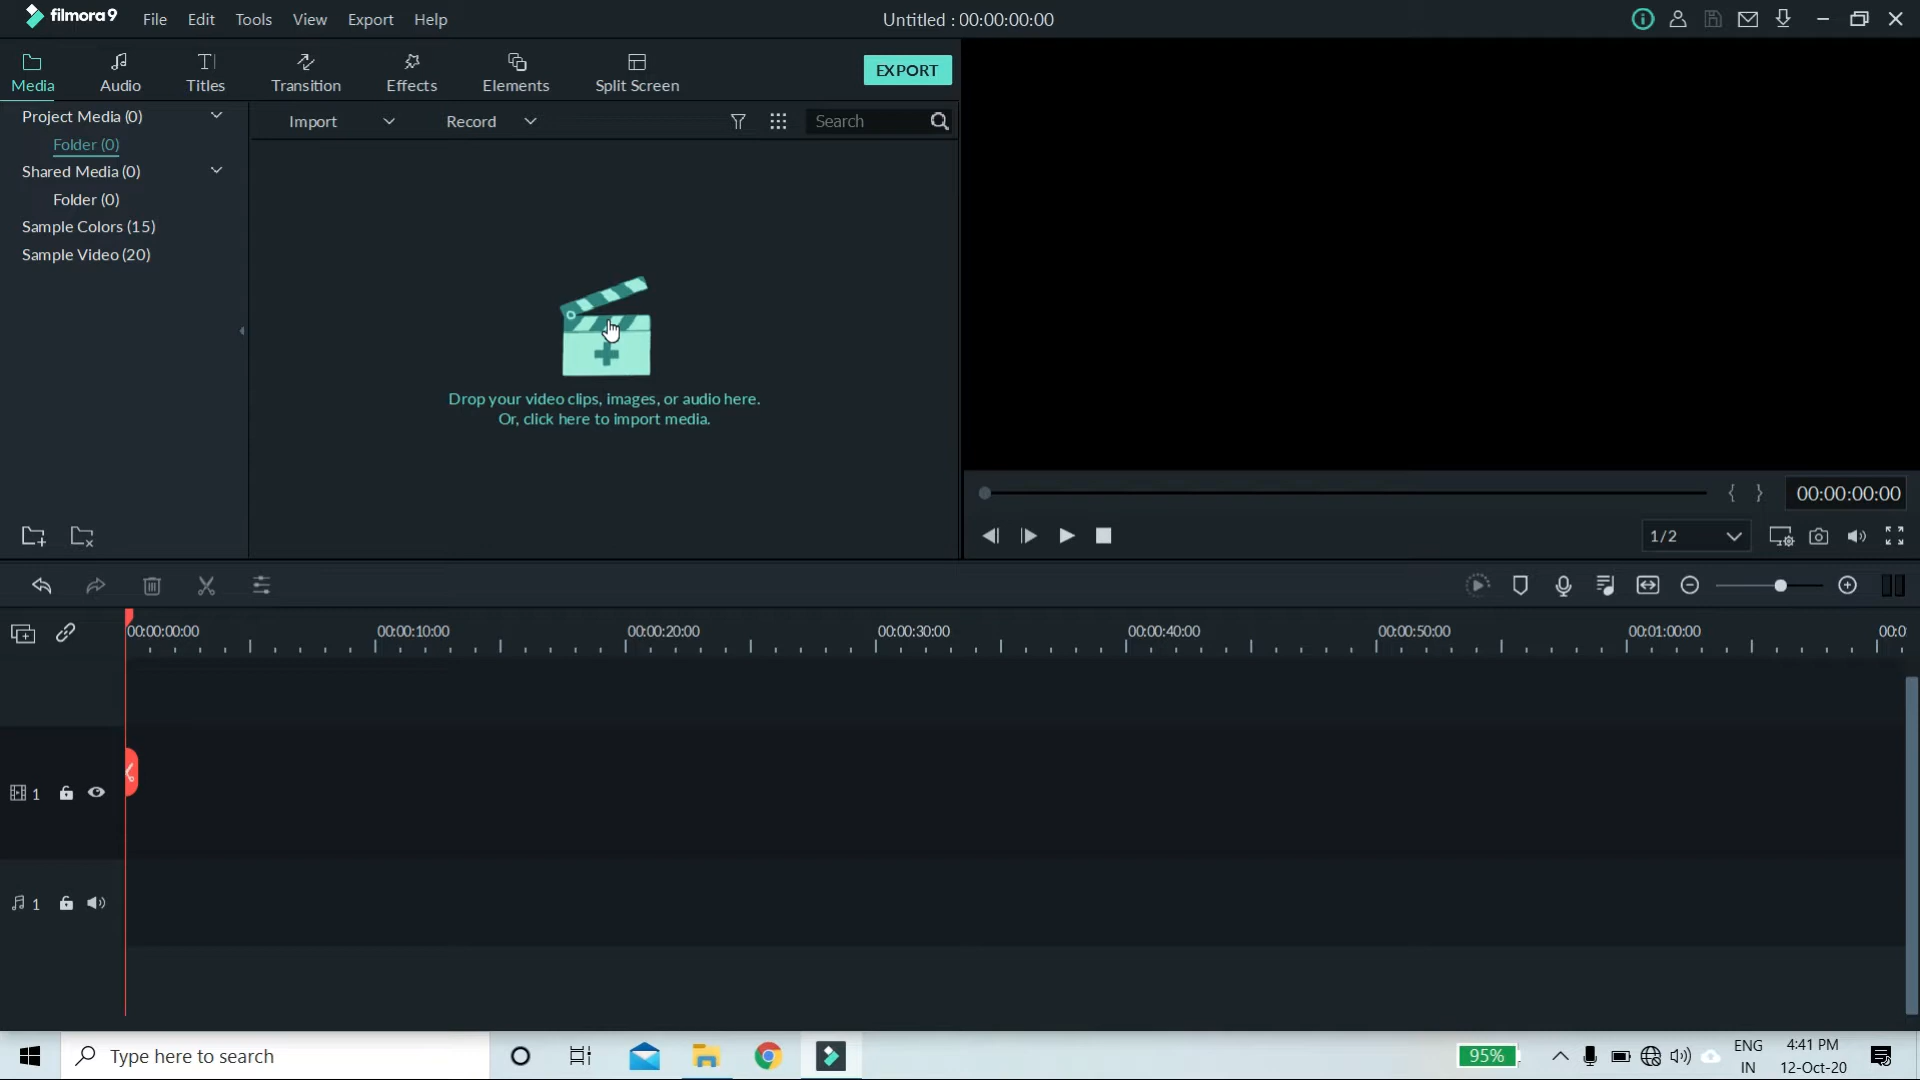 filmora9 File Edit Tools View Export Help Untitled : 00:00:00:00
Media Audio Titles Transition Effects Elements Split Screen EXPORT
Project Media (0)
Folder (0)
Shared Media (0)
Folder (0)
Sample Colors (15)
Sample Video (20)
Import Record Search
Drop your video clips, images, or audio here.
Or, click here to import media.
{ } 00:00:00:00
1/2
00:00:00:00 00:00:10:00 00:00:20:00 00:00:30:00 00:00:40:00 00:00:50:00 00:01:00:00 00:0
1
1
Type here to search
95%
ENG
IN
4:41 PM
12-Oct-20